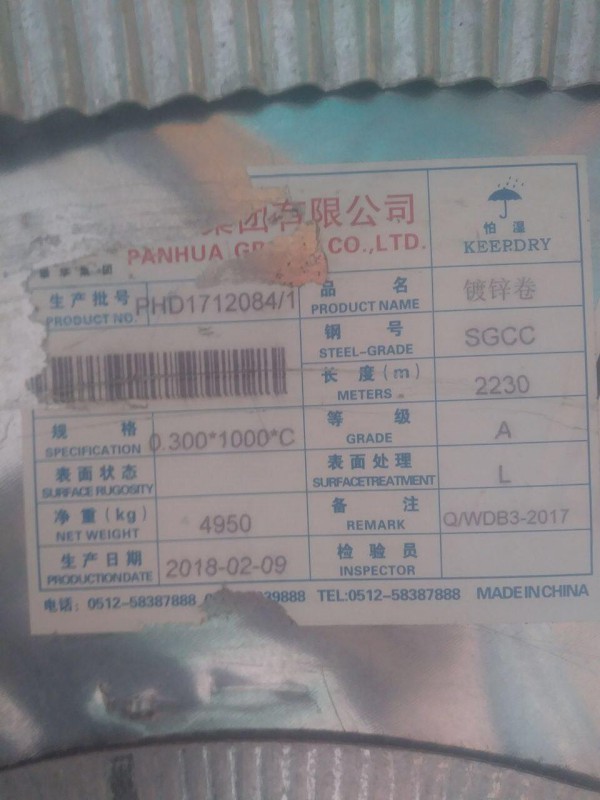 集团有限公司
PANHUA GR CO.,LTD.
怕湿
KEEPDRY
生产批号
PRODUCT NO.
PHD1712084/1
品名
PRODUCT NAME
镀锌卷
钢号
STEEL-GRADE
SGCC
长度(m)
METERS
2230
规格
SPECIFICATION
0.300*1000*C
等级
GRADE
A
表面状态
SURFACE RUGOSITY
表面处理
SURFACETREATMENT
L
净重(kg)
NET WEIGHT
4950
备注
REMARK
Q/WDB3-2017
生产日期
PRODUCTIONDATE
2018-02-09
检验员
INSPECTOR
电话: 0512-58387888 39888 TEL:0512-58387888 MADE IN CHINA